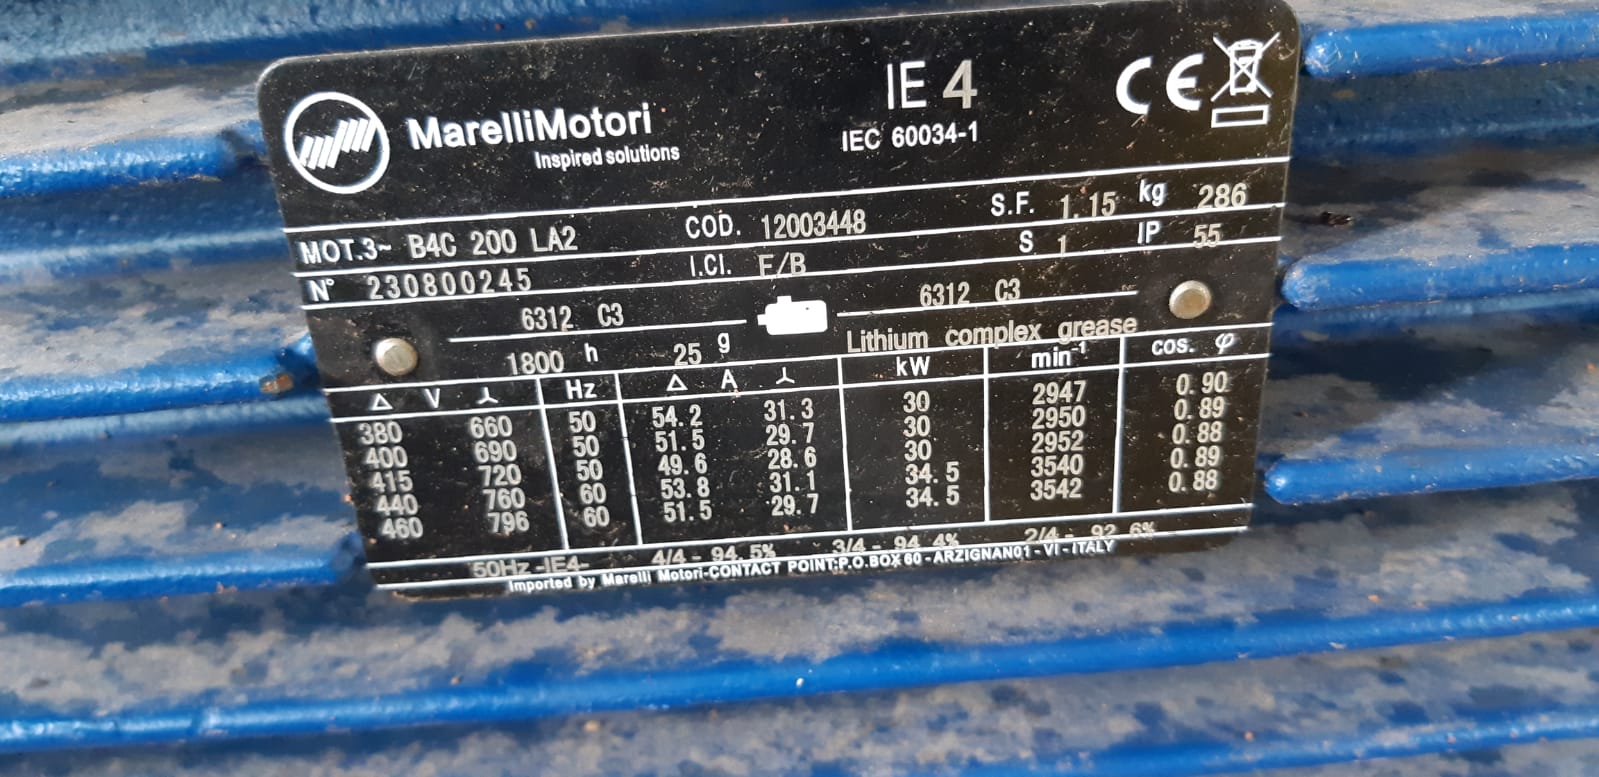 MarelliMotori
Inspired solutions
IE 4
IEC 60034-1
CE
MOT.3~ B4C 200 LA2 COD. 12003448 S.F. 1.15 kg 286
N° 230800245 I.CI. F/B S 1 IP 55
6312 C3 6312 C3
1800 h 25 g Lithium complex grease
Δ V ⅄ Hz Δ A ⅄ kW min⁻¹ cos. φ
380 660 50 54.2 31.3 30 2947 0.90
400 690 50 51.5 29.7 30 2950 0.89
415 720 50 49.6 28.6 30 2952 0.88
440 760 60 53.8 31.1 34.5 3540 0.89
460 796 60 51.5 29.7 34.5 3542 0.88
50Hz -IE4- 4/4 - 94.5% 3/4 - 94.4% 2/4 - 92.6%
Imported by Marelli Motori-CONTACT POINT:P.O.BOX 60 - ARZIGNAN01 - VI - ITALY